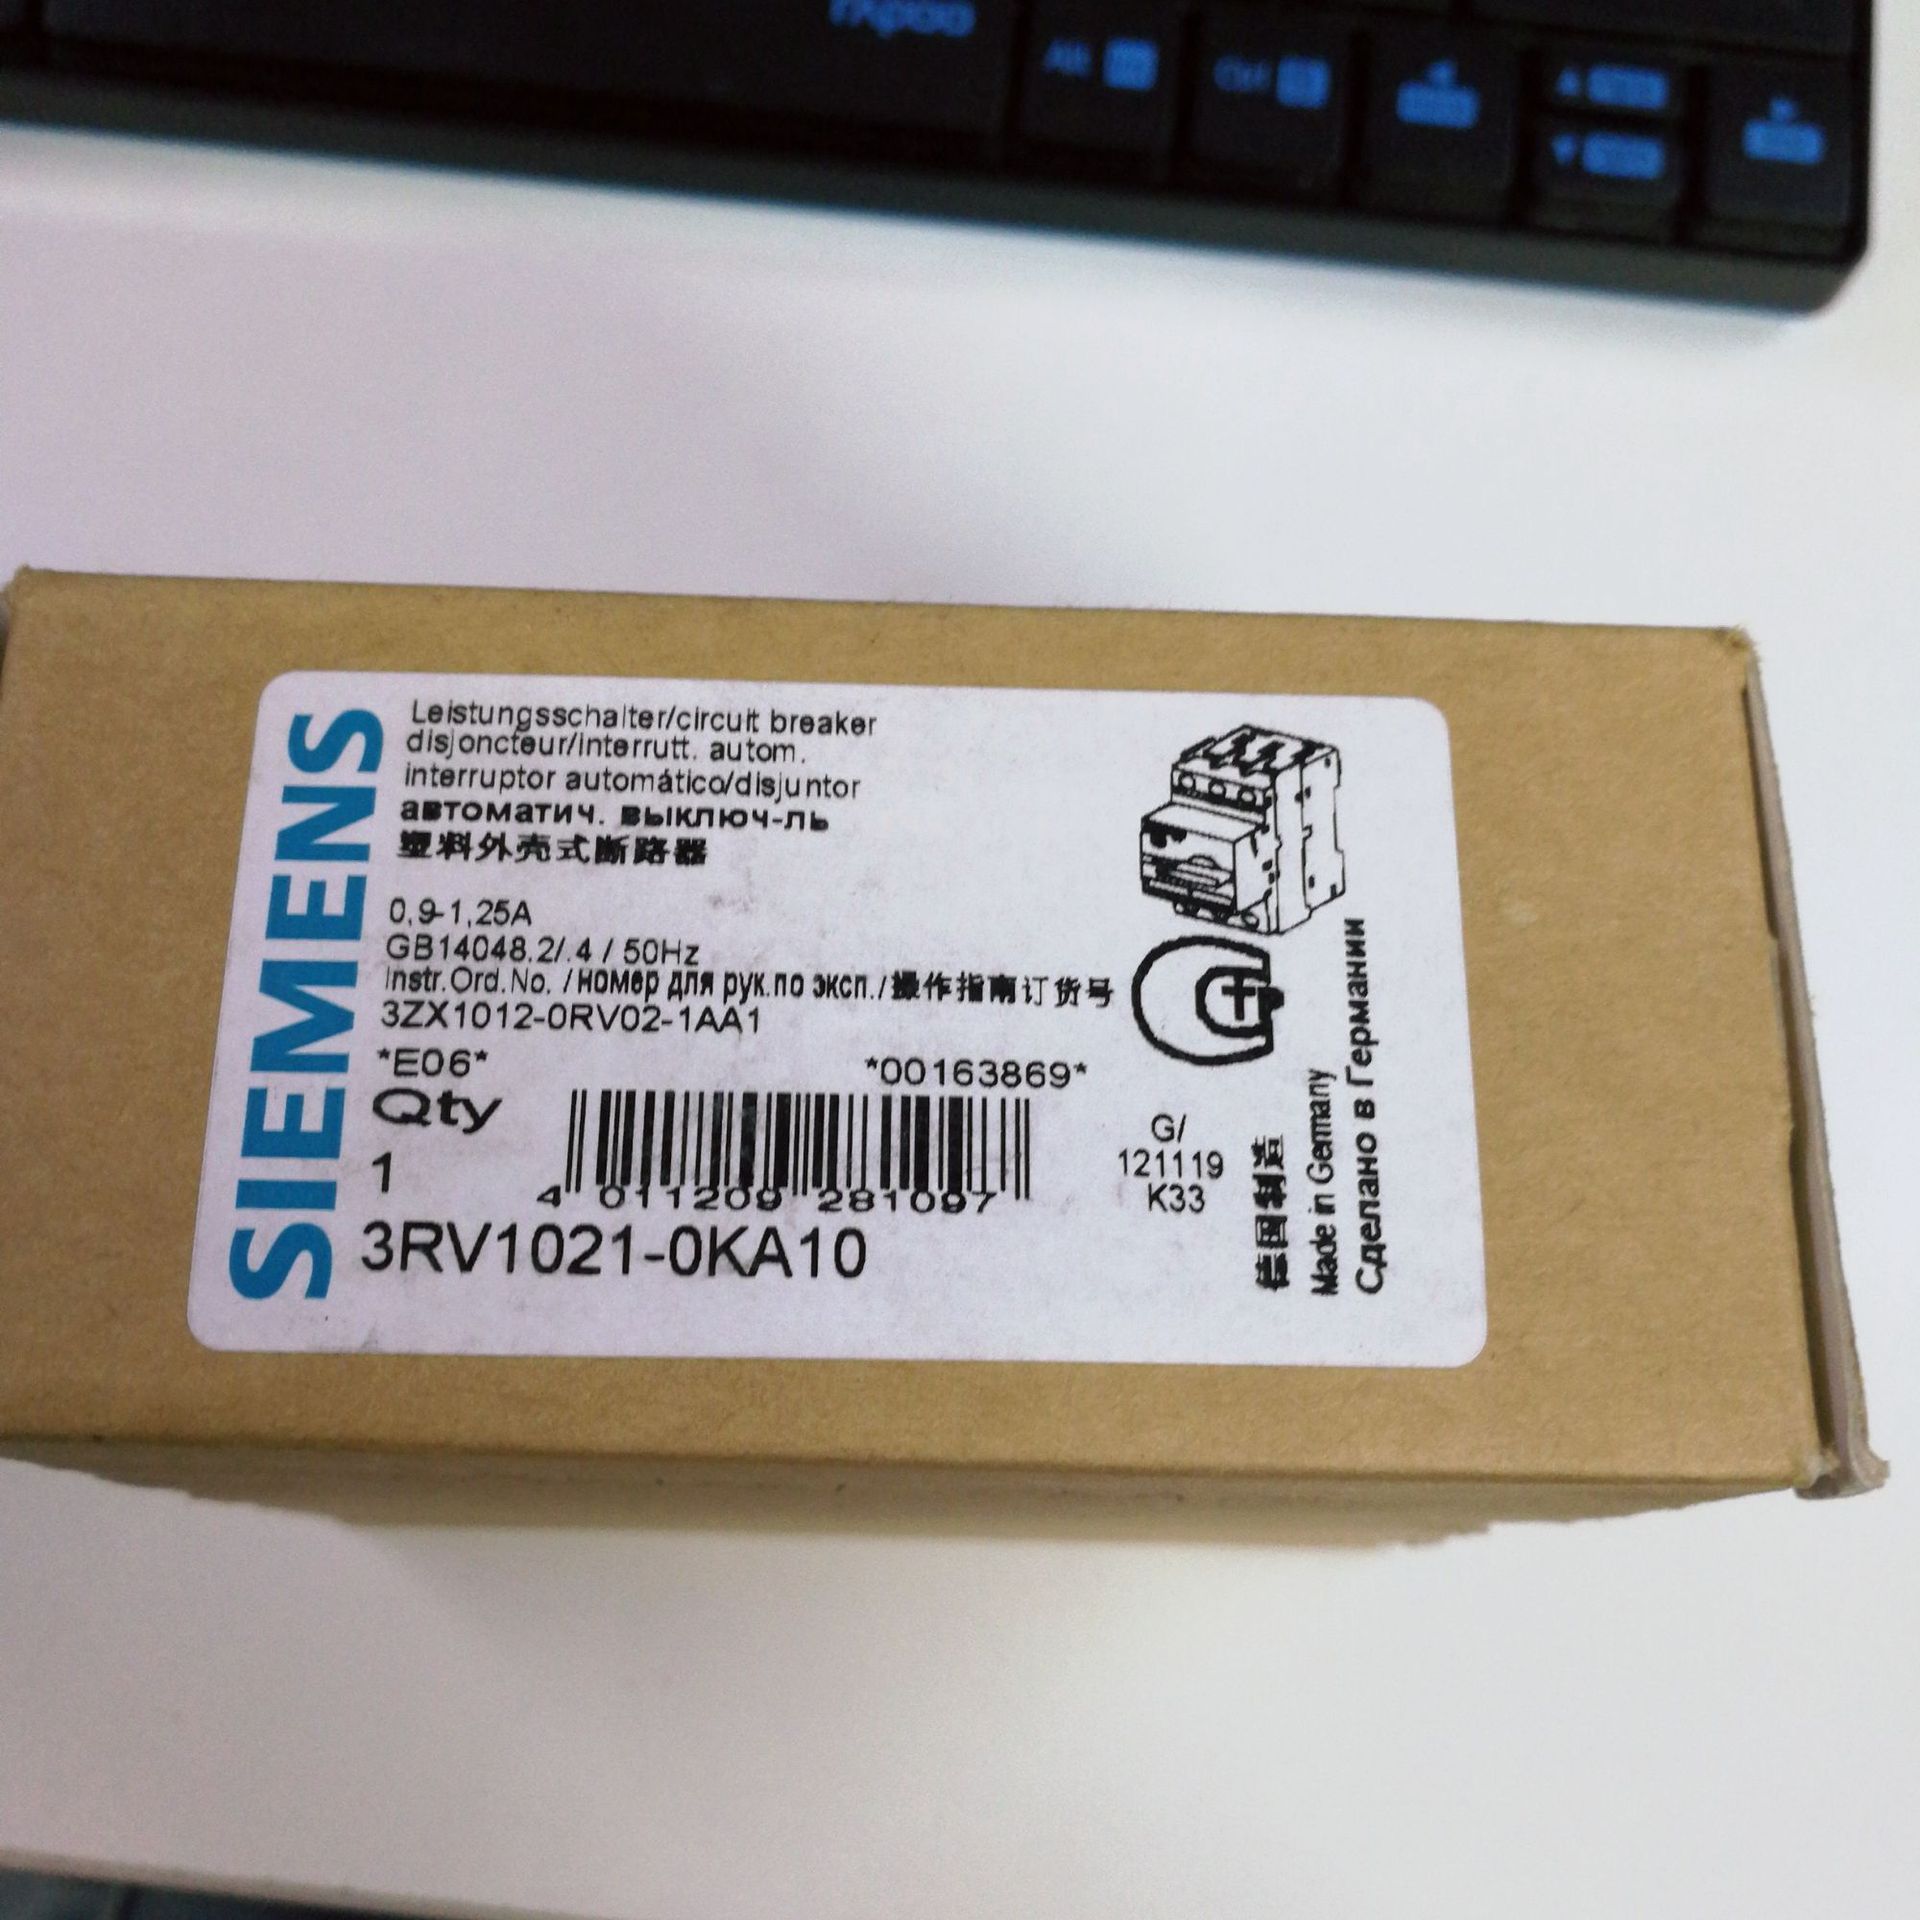 rapoo
Alt
Ctrl
SIEMENS
Leistungsschalter/circuit breaker
disjoncteur/interrutt. autom.
interruptor automático/disjuntor
автоматич. выключ-ль
塑料外壳式断路器
0,9-1,25A
GB14048.2/.4 / 50Hz
Instr.Ord.No. /номер для рук.по эксп./操作指南订货号
3ZX1012-0RV02-1AA1
*E06* *00163869*
Qty
1
4 011209 281097
3RV1021-0KA10
G/
121119
K33
德国制造
Made in Germany
Сделано в Германии